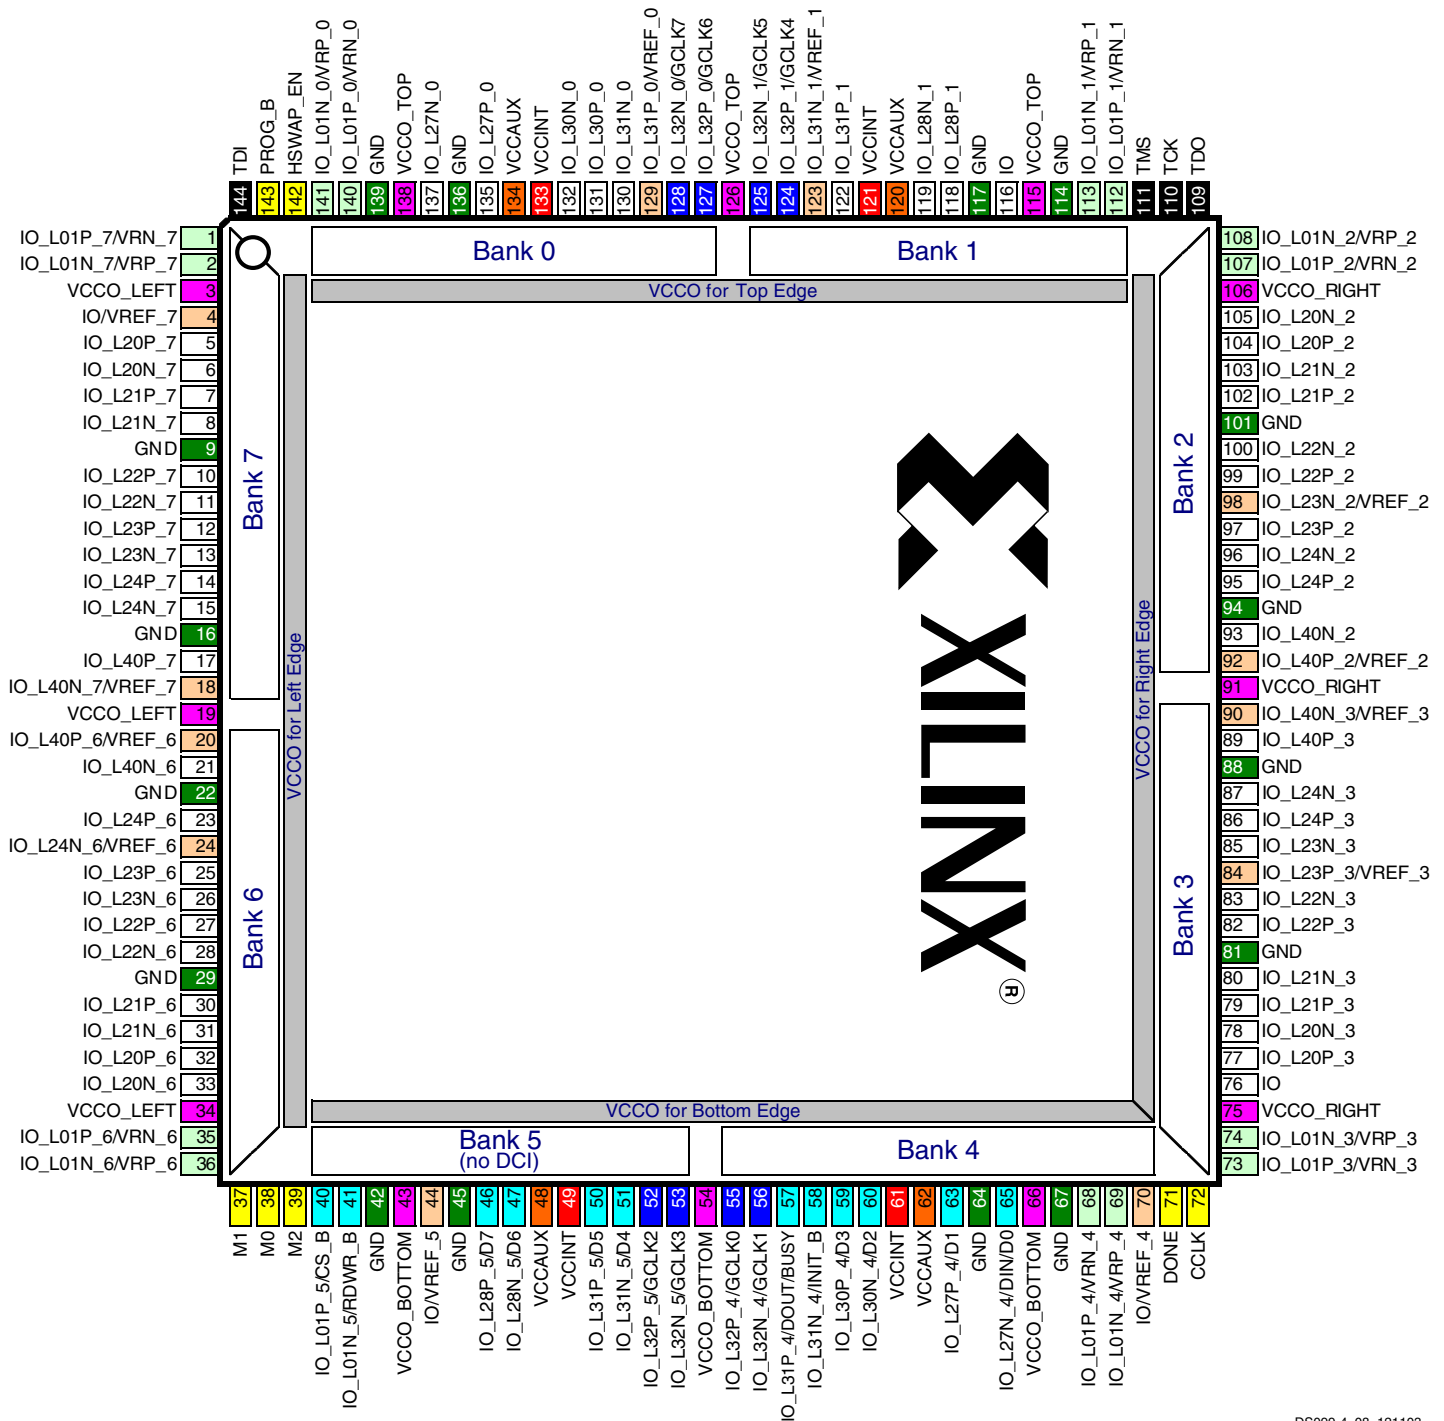 TDI
PROG_B
HSWAP_EN
IO_L01N_0/VRP_0
IO_L01P_0/VRN_0
GND
VCCO_TOP
IO_L27N_0
GND
IO_L27P_0
VCCAUX
VCCINT
IO_L30N_0
IO_L30P_0
IO_L31N_0
IO_L31P_0/VREF_0
IO_L32N_0/GCLK7
IO_L32P_0/GCLK6
VCCO_TOP
IO_L32N_1/GCLK5
IO_L32P_1/GCLK4
IO_L31N_1/VREF_1
IO_L31P_1
VCCINT
VCCAUX
IO_L28N_1
IO_L28P_1
GND
IO
VCCO_TOP
GND
IO_L01N_1/VRP_1
IO_L01P_1/VRN_1
TMS
TCK
TDO
144 143 142 141 140 139 138 137 136 135 134 133 132 131 130 129 128 127 126 125 124 123 122 121 120 119 118 117 116 115 114 113 112 111 110 109
IO_L01P_7/VRN_7 1
IO_L01N_7/VRP_7 2
VCCO_LEFT 3
IO/VREF_7 4
IO_L20P_7 5
IO_L20N_7 6
IO_L21P_7 7
IO_L21N_7 8
GND 9
IO_L22P_7 10
IO_L22N_7 11
IO_L23P_7 12
IO_L23N_7 13
IO_L24P_7 14
IO_L24N_7 15
GND 16
IO_L40P_7 17
IO_L40N_7/VREF_7 18
VCCO_LEFT 19
IO_L40P_6/VREF_6 20
IO_L40N_6 21
GND 22
IO_L24P_6 23
IO_L24N_6/VREF_6 24
IO_L23P_6 25
IO_L23N_6 26
IO_L22P_6 27
IO_L22N_6 28
GND 29
IO_L21P_6 30
IO_L21N_6 31
IO_L20P_6 32
IO_L20N_6 33
VCCO_LEFT 34
IO_L01P_6/VRN_6 35
IO_L01N_6/VRP_6 36
Bank 0
Bank 1
VCCO for Top Edge
Bank 7
Bank 6
VCCO for Left Edge
XILINX
®
VCCO for Right Edge
Bank 2
Bank 3
VCCO for Bottom Edge
Bank 5
(no DCI)
Bank 4
108 IO_L01N_2/VRP_2
107 IO_L01P_2/VRN_2
106 VCCO_RIGHT
105 IO_L20N_2
104 IO_L20P_2
103 IO_L21N_2
102 IO_L21P_2
101 GND
100 IO_L22N_2
99 IO_L22P_2
98 IO_L23N_2/VREF_2
97 IO_L23P_2
96 IO_L24N_2
95 IO_L24P_2
94 GND
93 IO_L40N_2
92 IO_L40P_2/VREF_2
91 VCCO_RIGHT
90 IO_L40N_3/VREF_3
89 IO_L40P_3
88 GND
87 IO_L24N_3
86 IO_L24P_3
85 IO_L23N_3
84 IO_L23P_3/VREF_3
83 IO_L22N_3
82 IO_L22P_3
81 GND
80 IO_L21N_3
79 IO_L21P_3
78 IO_L20N_3
77 IO_L20P_3
76 IO
75 VCCO_RIGHT
74 IO_L01N_3/VRP_3
73 IO_L01P_3/VRN_3
37 38 39 40 41 42 43 44 45 46 47 48 49 50 51 52 53 54 55 56 57 58 59 60 61 62 63 64 65 66 67 68 69 70 71 72
M1
M0
M2
IO_L01P_5/CS_B
IO_L01N_5/RDWR_B
GND
VCCO_BOTTOM
IO/VREF_5
GND
IO_L28P_5/D7
IO_L28N_5/D6
VCCAUX
VCCINT
IO_L31P_5/D5
IO_L31N_5/D4
IO_L32P_5/GCLK2
IO_L32N_5/GCLK3
VCCO_BOTTOM
IO_L32P_4/GCLK0
IO_L32N_4/GCLK1
IO_L31P_4/DOUT/BUSY
IO_L31N_4/INIT_B
IO_L30P_4/D3
IO_L30N_4/D2
VCCINT
VCCAUX
IO_L27P_4/D1
GND
IO_L27N_4/DIN/D0
VCCO_BOTTOM
GND
IO_L01P_4/VRN_4
IO_L01N_4/VRP_4
IO/VREF_4
DONE
CCLK